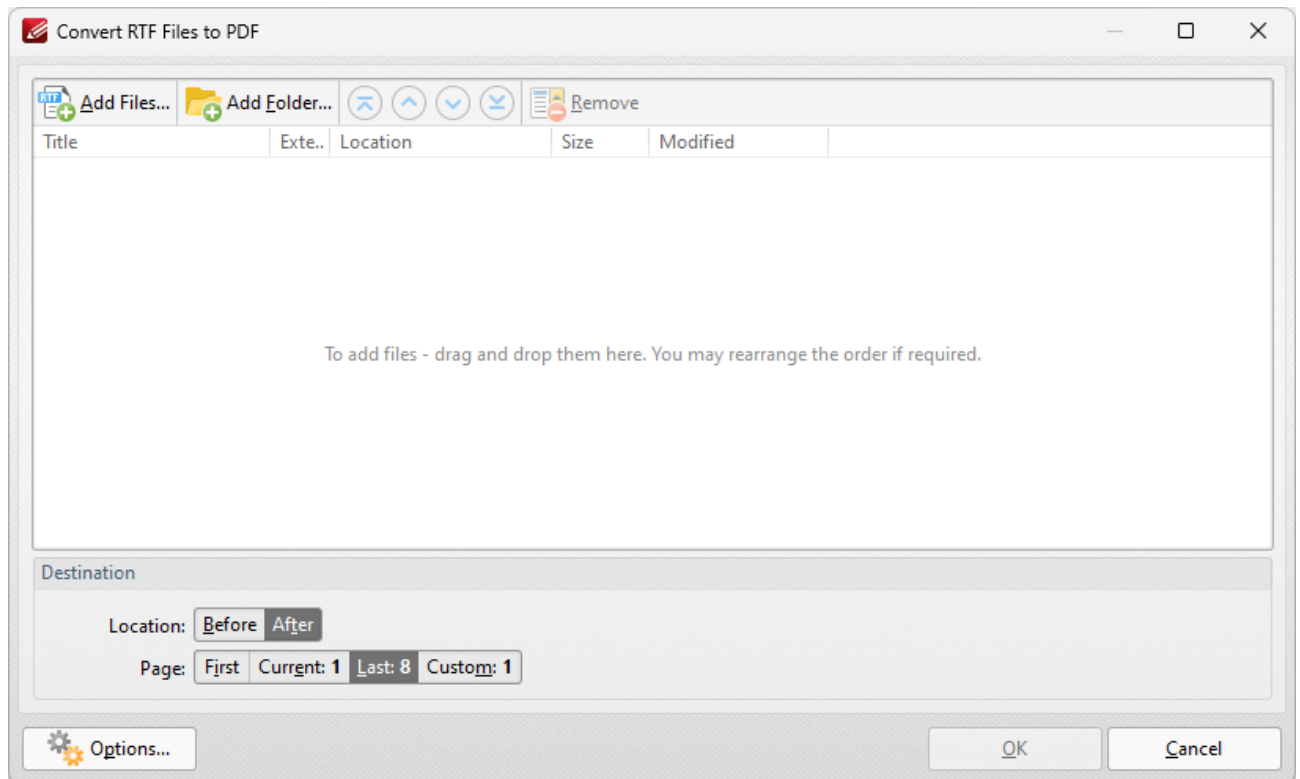 Convert RTF Files to PDF
RTF Add Files... Add Folder... Remove
Title Exte.. Location Size Modified
To add files - drag and drop them here. You may rearrange the order if required.
Destination
Location: Before After
Page: First Current: 1 Last: 8 Custom: 1
Options... OK Cancel